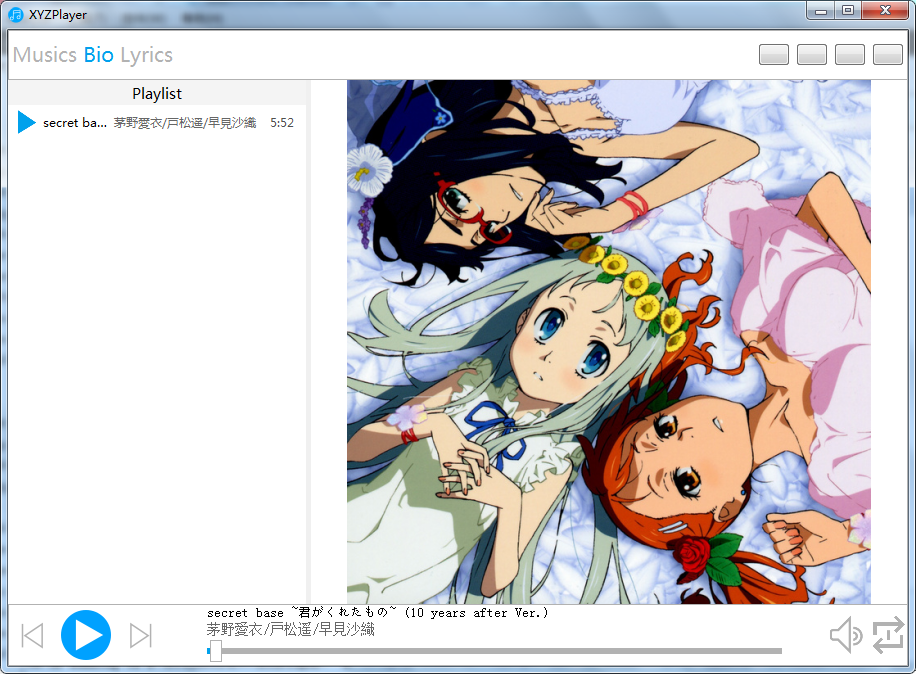 XYZPlayer
Musics Bio Lyrics
Playlist
secret ba... 茅野愛衣/戸松遥/早見沙織 5:52
secret base ~君がくれたもの~ (10 years after Ver.)
茅野愛衣/戸松遥/早見沙織